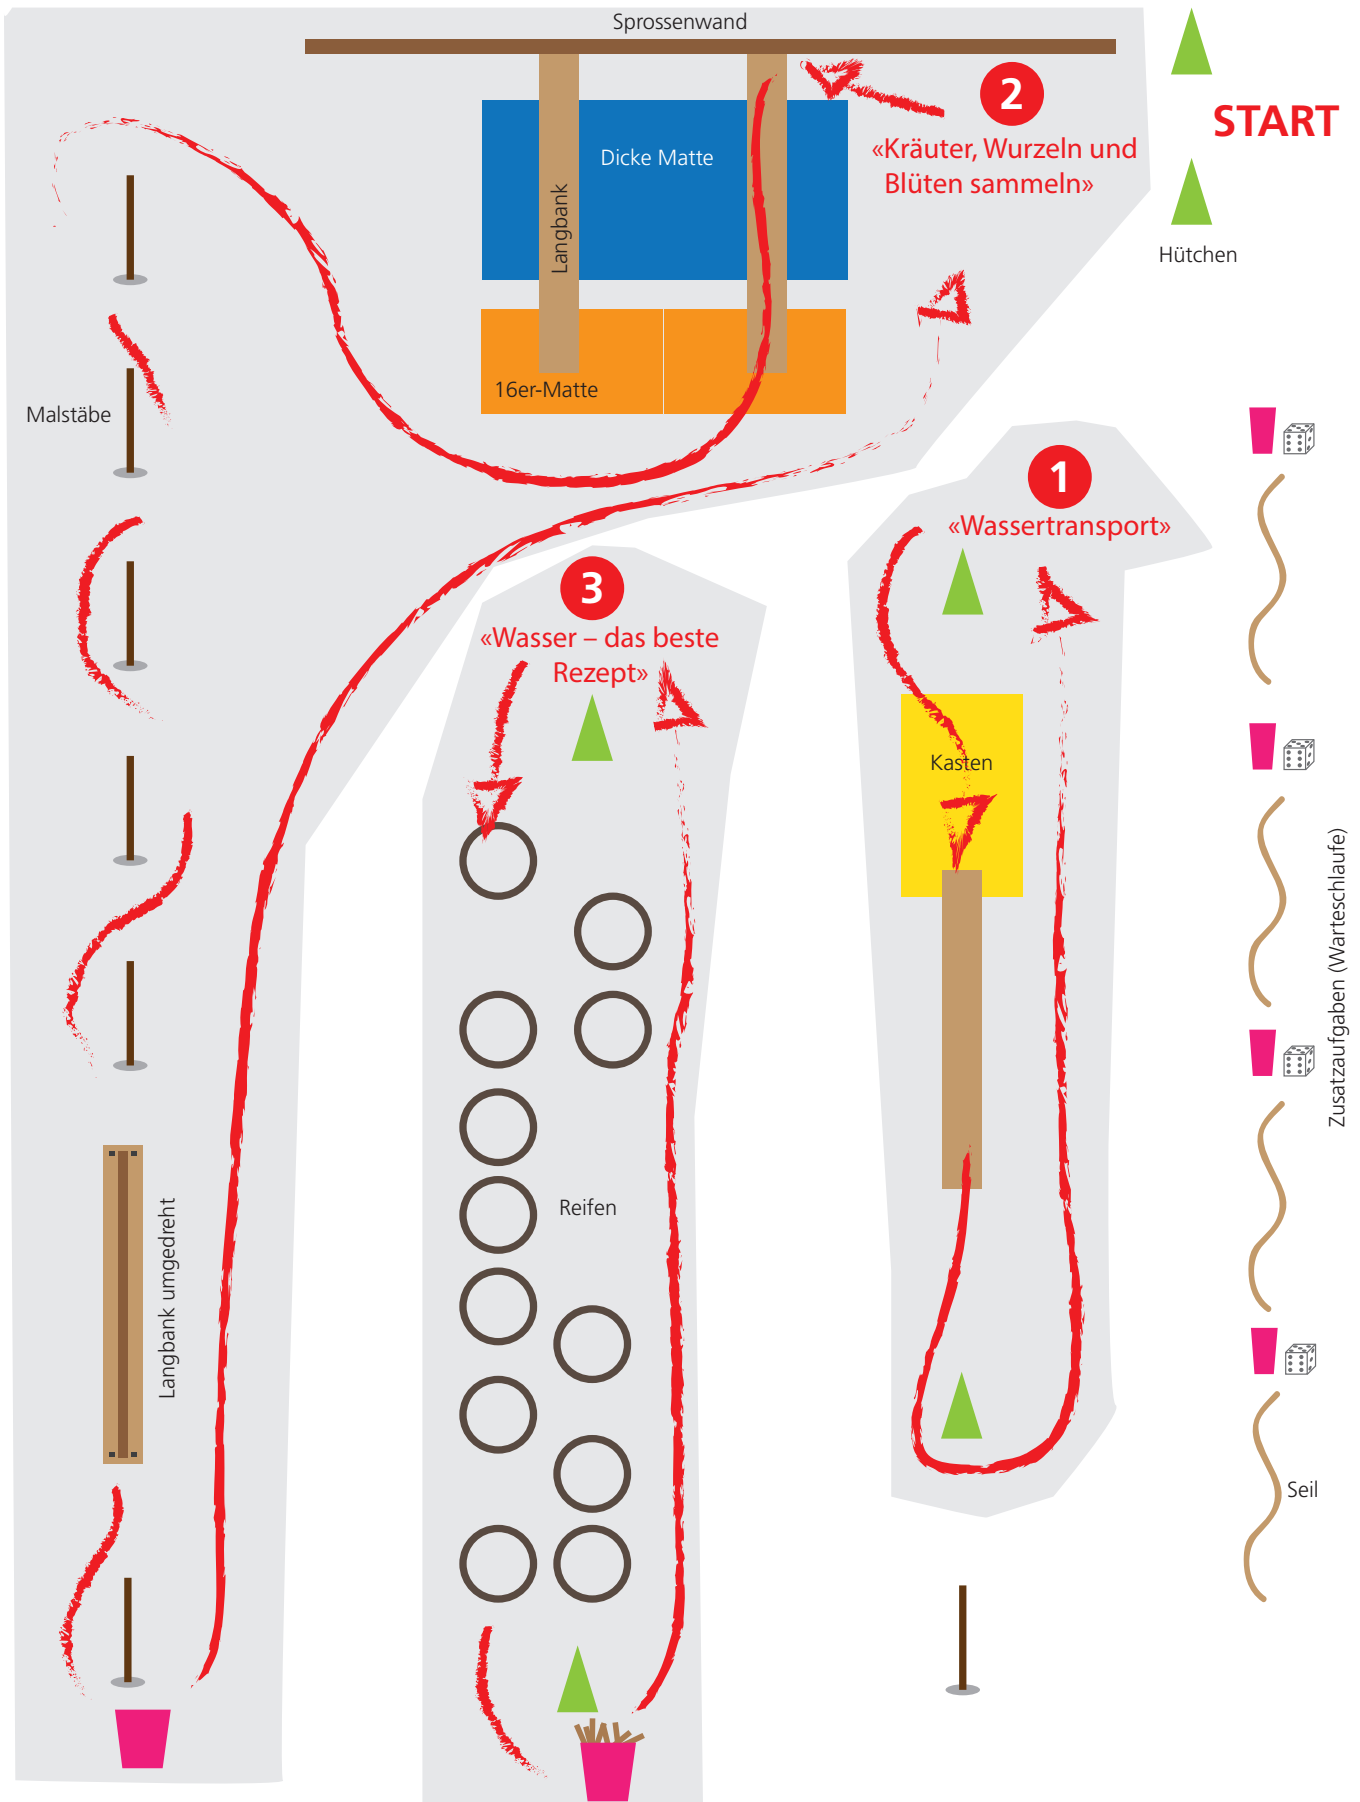 Sprossenwand
2
START
«Kräuter, Wurzeln und
Blüten sammeln»
Dicke Matte
Langbank
Hütchen
16er-Matte
Malstäbe
1
«Wassertransport»
3
«Wasser – das beste
Rezept»
Kasten
Zusatzaufgaben (Warteschlaufe)
Reifen
Langbank umgedreht
Seil